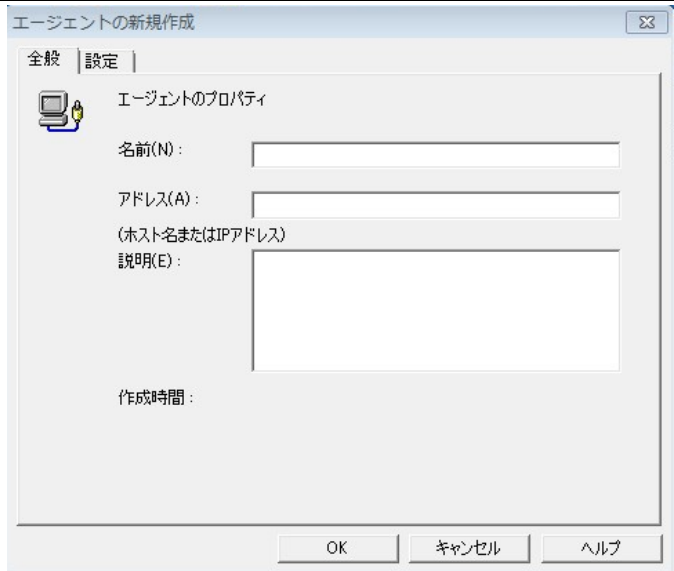 エージェントの新規作成
全般
設定
エージェントのプロパティ
名前(N) :
アドレス(A) :
(ホスト名またはIPアドレス)
説明(E) :
作成時間 :
OK
キャンセル
ヘルプ